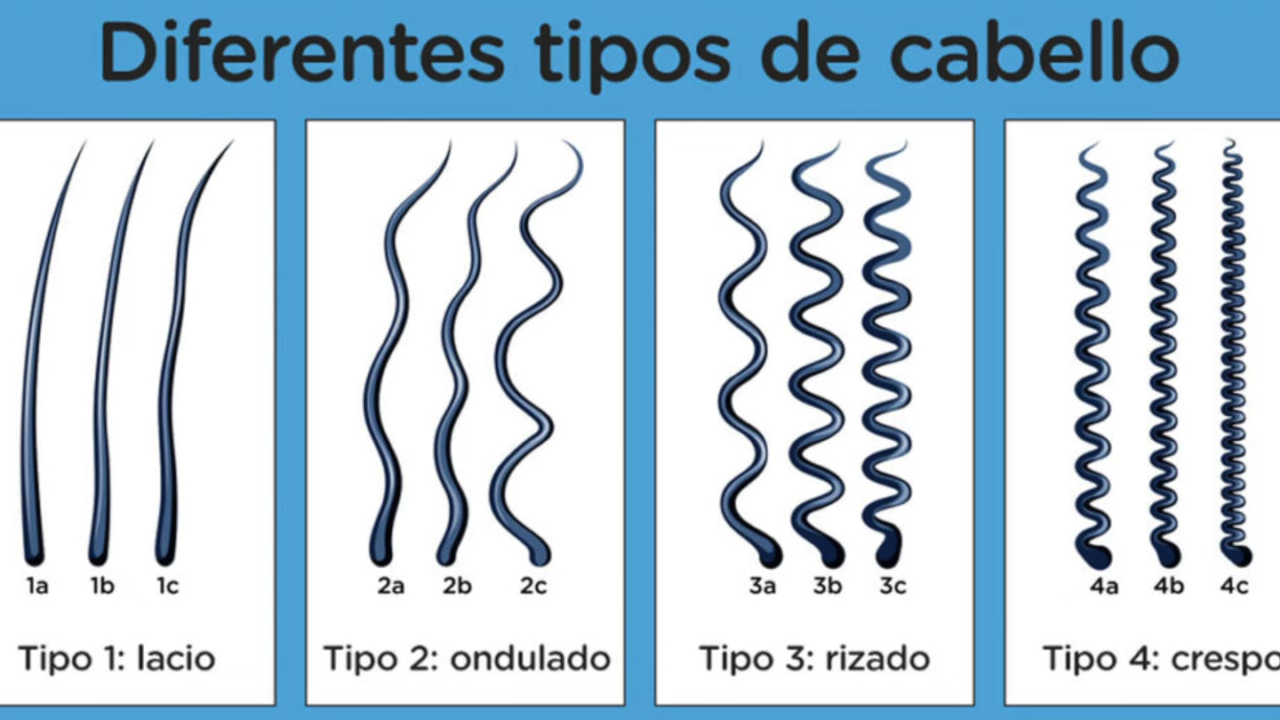 Diferentes tipos de cabello
1a 1b 1c
Tipo 1: lacio
2a 2b 2c
Tipo 2: ondulado
3a 3b 3c
Tipo 3: rizado
4a 4b 4c
Tipo 4: crespo